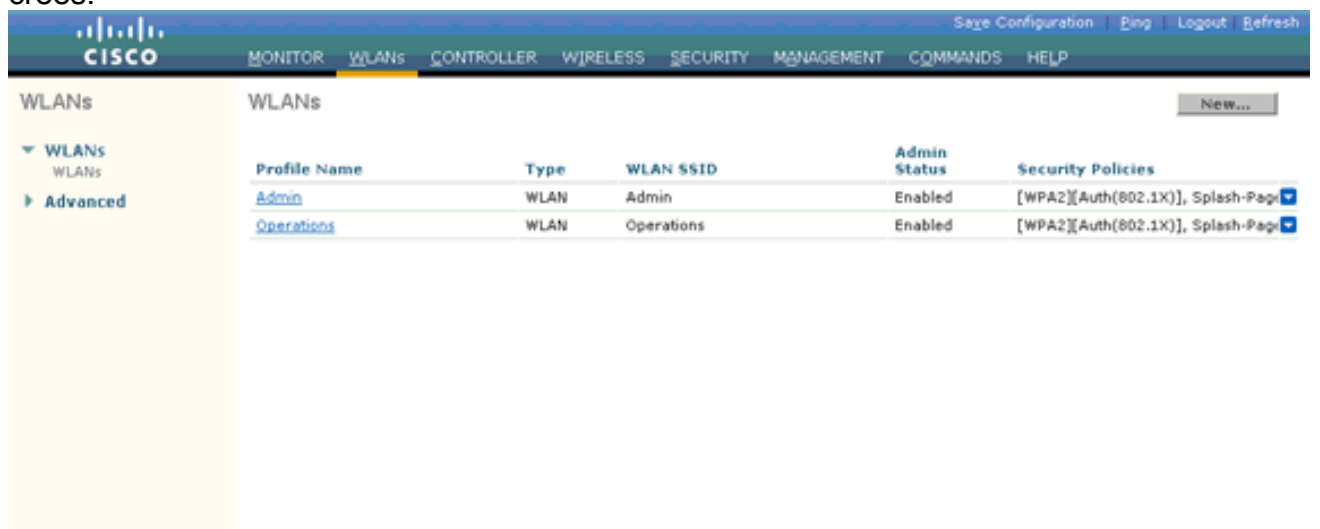 crees.
Save Configuration | Ping | Logout | Refresh
CISCO
MONITOR WLANs CONTROLLER WIRELESS SECURITY MANAGEMENT COMMANDS HELP
WLANs
WLANs
WLANs
Advanced
WLANs
New...
Profile Name Type WLAN SSID Admin Status Security Policies
Admin WLAN Admin Enabled [WPA2][Auth(802.1X)], Splash-Page
Operations WLAN Operations Enabled [WPA2][Auth(802.1X)], Splash-Page